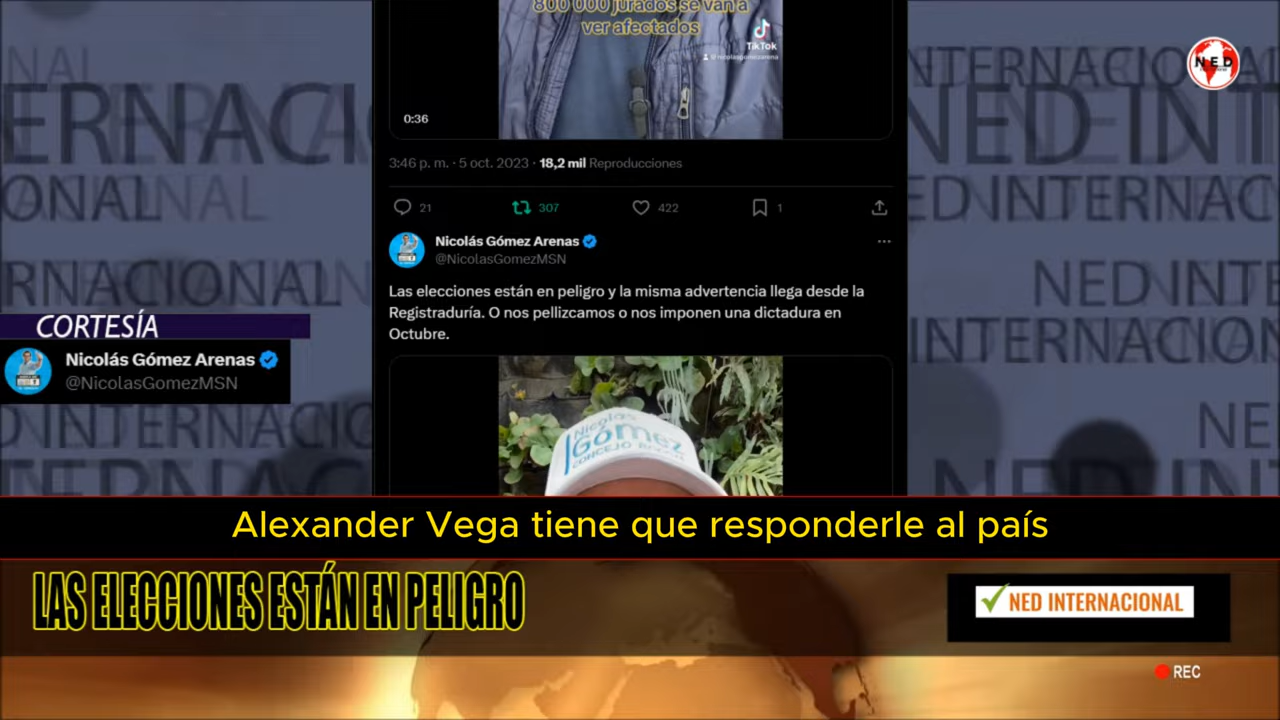 800 000 jurados se van a
ver afectados
TikTok
0:36
3:46 p. m. · 5 oct. 2023 · 18,2 mil Reproducciones
21
307
422
1
Nicolás Gómez Arenas
@NicolasGomezMSN
Las elecciones están en peligro y la misma advertencia llega desde la
Registraduría. O nos pellizcamos o nos imponen una dictadura en
Octubre.
Nicolás
Gómez
CONCEJO
CORTESÍA
Nicolás Gómez Arenas
@NicolasGomezMSN
NED
Alexander Vega tiene que responderle al país
LAS ELECCIONES ESTÁN EN PELIGRO
NED INTERNACIONAL
REC